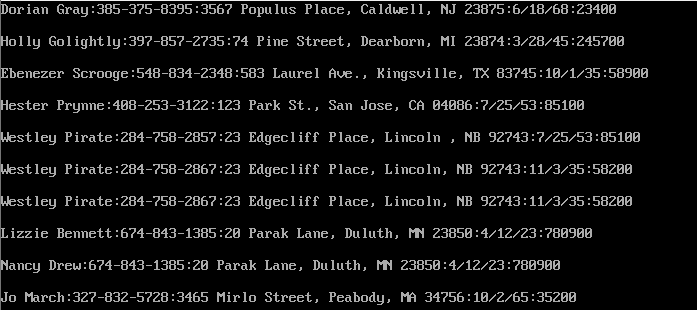 Dorian Gray:385-375-8395:3567 Populus Place, Caldwell, NJ 23875:6/18/68:23400
Holly Golightly:397-857-2735:74 Pine Street, Dearborn, MI 23874:3/28/45:245700
Ebenezer Scrooge:548-834-2348:583 Laurel Ave., Kingsville, TX 83745:10/1/35:58900
Hester Prynne:408-253-3122:123 Park St., San Jose, CA 04086:7/25/53:85100
Westley Pirate:284-758-2857:23 Edgecliff Place, Lincoln , NB 92743:7/25/53:85100
Westley Pirate:284-758-2867:23 Edgecliff Place, Lincoln, NB 92743:11/3/35:58200
Westley Pirate:284-758-2867:23 Edgecliff Place, Lincoln, NB 92743:11/3/35:58200
Lizzie Bennett:674-843-1385:20 Parak Lane, Duluth, MN 23850:4/12/23:780900
Nancy Drew:674-843-1385:20 Parak Lane, Duluth, MN 23850:4/12/23:780900
Jo March:327-832-5728:3465 Mirlo Street, Peabody, MA 34756:10/2/65:35200